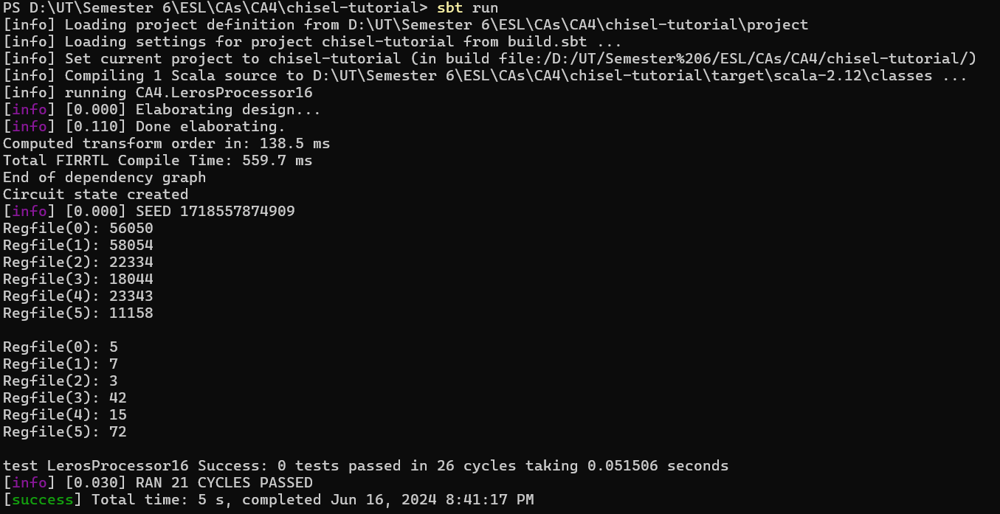 PS D:\UT\Semester 6\ESL\CAs\CA4\chisel-tutorial> sbt run
[info] Loading project definition from D:\UT\Semester 6\ESL\CAs\CA4\chisel-tutorial\project
[info] Loading settings for project chisel-tutorial from build.sbt ...
[info] Set current project to chisel-tutorial (in build file:/D:/UT/Semester%206/ESL/CAs/CA4/chisel-tutorial/)
[info] Compiling 1 Scala source to D:\UT\Semester 6\ESL\CAs\CA4\chisel-tutorial\target\scala-2.12\classes ...
[info] running CA4.LerosProcessor16
[info] [0.000] Elaborating design...
[info] [0.110] Done elaborating.
Computed transform order in: 138.5 ms
Total FIRRTL Compile Time: 559.7 ms
End of dependency graph
Circuit state created
[info] [0.000] SEED 1718557874909
Regfile(0): 56050
Regfile(1): 58054
Regfile(2): 22334
Regfile(3): 18044
Regfile(4): 23343
Regfile(5): 11158

Regfile(0): 5
Regfile(1): 7
Regfile(2): 3
Regfile(3): 42
Regfile(4): 15
Regfile(5): 72

test LerosProcessor16 Success: 0 tests passed in 26 cycles taking 0.051506 seconds
[info] [0.030] RAN 21 CYCLES PASSED
[success] Total time: 5 s, completed Jun 16, 2024 8:41:17 PM